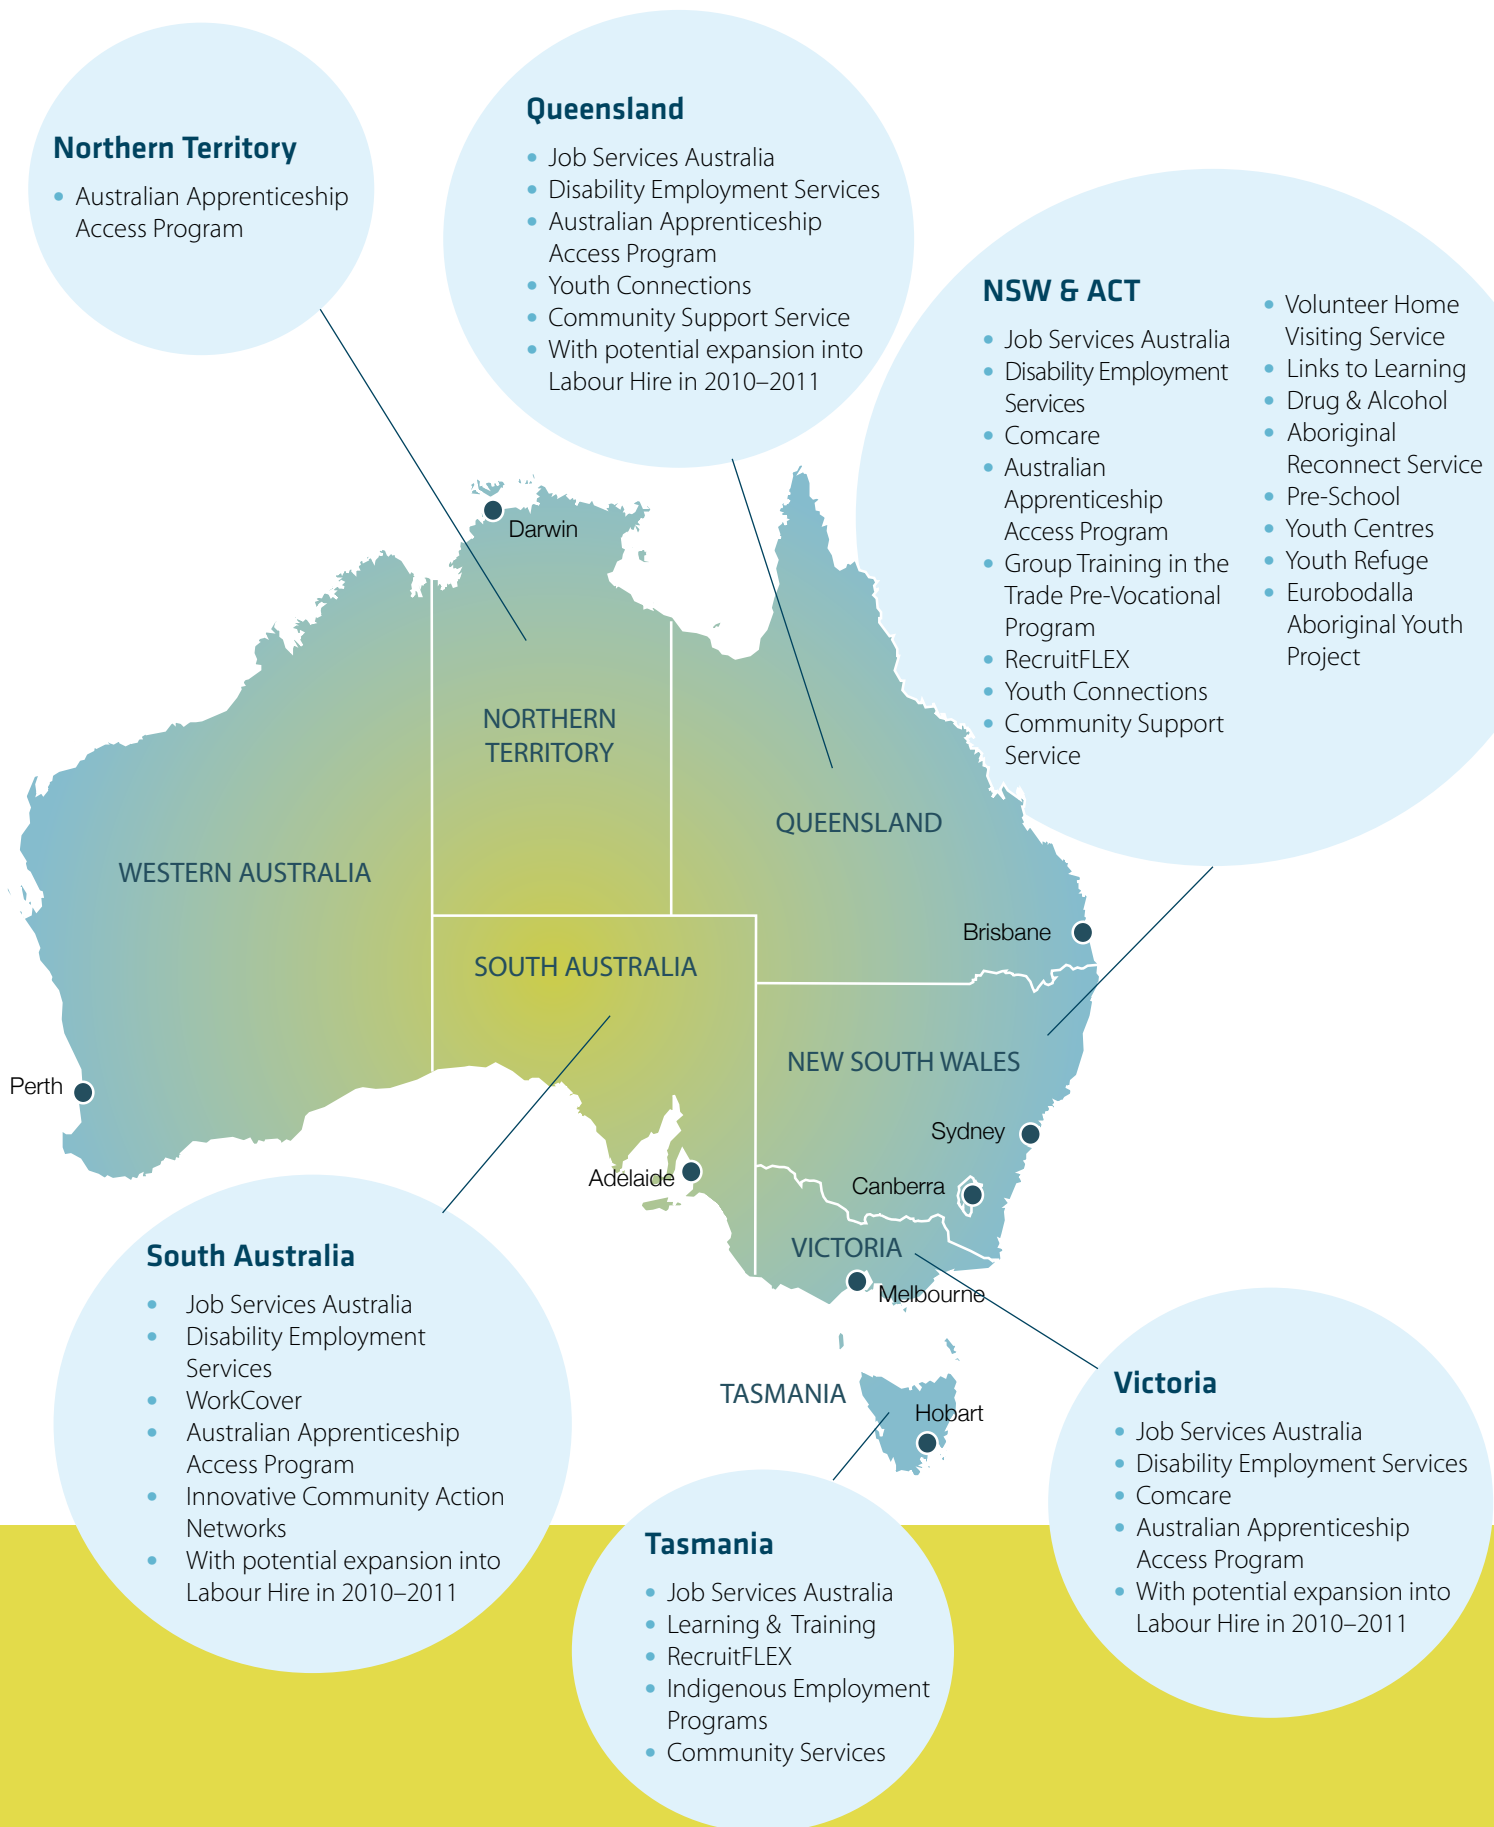 Northern Territory
• Australian Apprenticeship
Access Program
Queensland
• Job Services Australia
• Disability Employment Services
• Australian Apprenticeship
Access Program
• Youth Connections
• Community Support Service
• With potential expansion into
Labour Hire in 2010–2011
NSW & ACT
• Job Services Australia
• Disability Employment
Services
• Comcare
• Australian
Apprenticeship
Access Program
• Group Training in the
Trade Pre-Vocational
Program
• RecruitFLEX
• Youth Connections
• Community Support
Service
• Volunteer Home
Visiting Service
• Links to Learning
• Drug & Alcohol
• Aboriginal
Reconnect Service
• Pre-School
• Youth Centres
• Youth Refuge
• Eurobodalla
Aboriginal Youth
Project
Darwin
NORTHERN
TERRITORY
QUEENSLAND
WESTERN AUSTRALIA
Brisbane
SOUTH AUSTRALIA
NEW SOUTH WALES
Perth
Sydney
Adelaide
Canberra
VICTORIA
Melbourne
TASMANIA
Hobart
South Australia
• Job Services Australia
• Disability Employment
Services
• WorkCover
• Australian Apprenticeship
Access Program
• Innovative Community Action
Networks
• With potential expansion into
Labour Hire in 2010–2011
Tasmania
• Job Services Australia
• Learning & Training
• RecruitFLEX
• Indigenous Employment
Programs
• Community Services
Victoria
• Job Services Australia
• Disability Employment Services
• Comcare
• Australian Apprenticeship
Access Program
• With potential expansion into
Labour Hire in 2010–2011